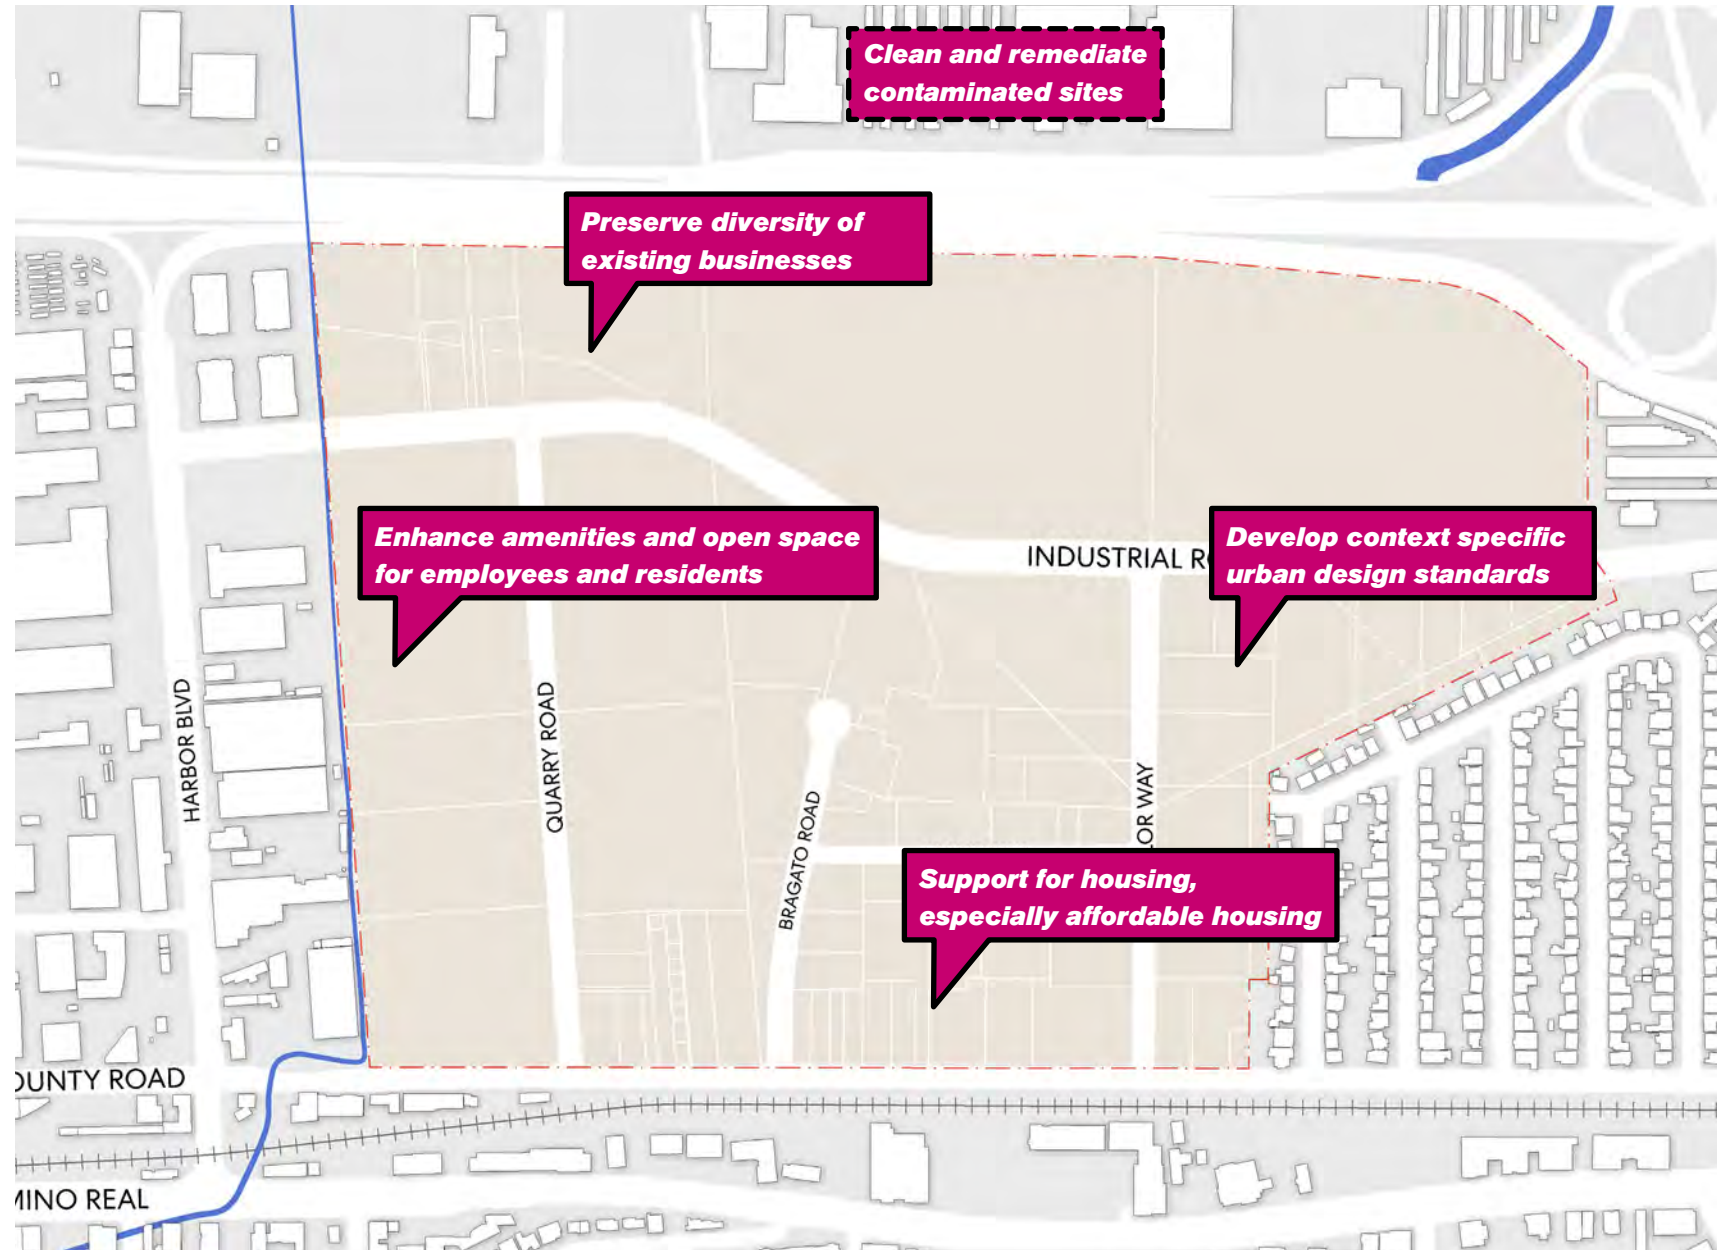 Clean and remediate
contaminated sites
Preserve diversity of
existing businesses
Enhance amenities and open space
for employees and residents
INDUSTRIAL R
Develop context specific
urban design standards
HARBOR BLVD
QUARRY ROAD
BRAGATO ROAD
OR WAY
Support for housing,
especially affordable housing
OUNTY ROAD
MINO REAL